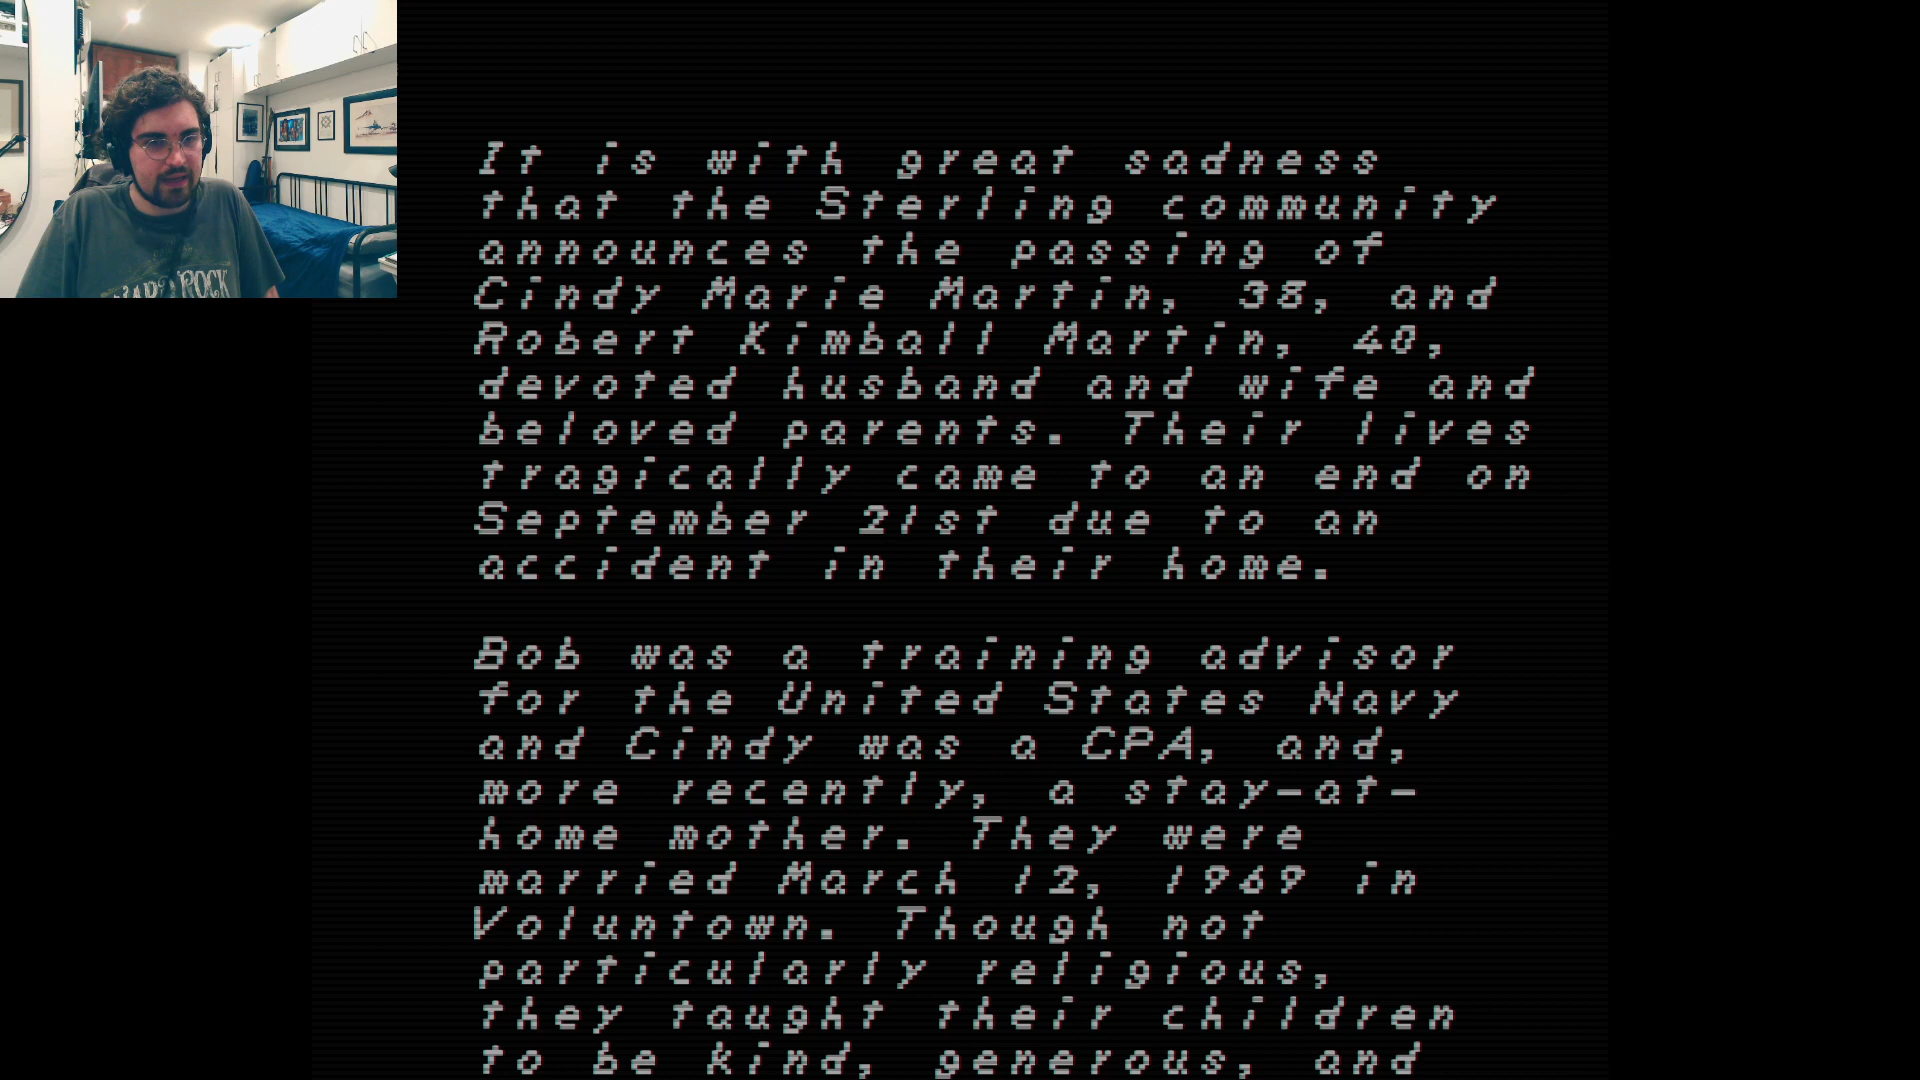 It is with great sadness
that the Sterling community
announces the passing of
Cindy Marie Martin, 38, and
Robert Kimball Martin, 40,
devoted husband and wife and
beloved parents. Their lives
tragically came to an end on
September 21st due to an
accident in their home.
Bob was a training advisor
for the United States Navy
and Cindy was a CPA, and,
more recently, a stay-at-
home mother. They were
married March 12, 1969 in
Voluntown. Though not
particularly religious,
they taught their children
to be kind, generous, and
HARD ROCK